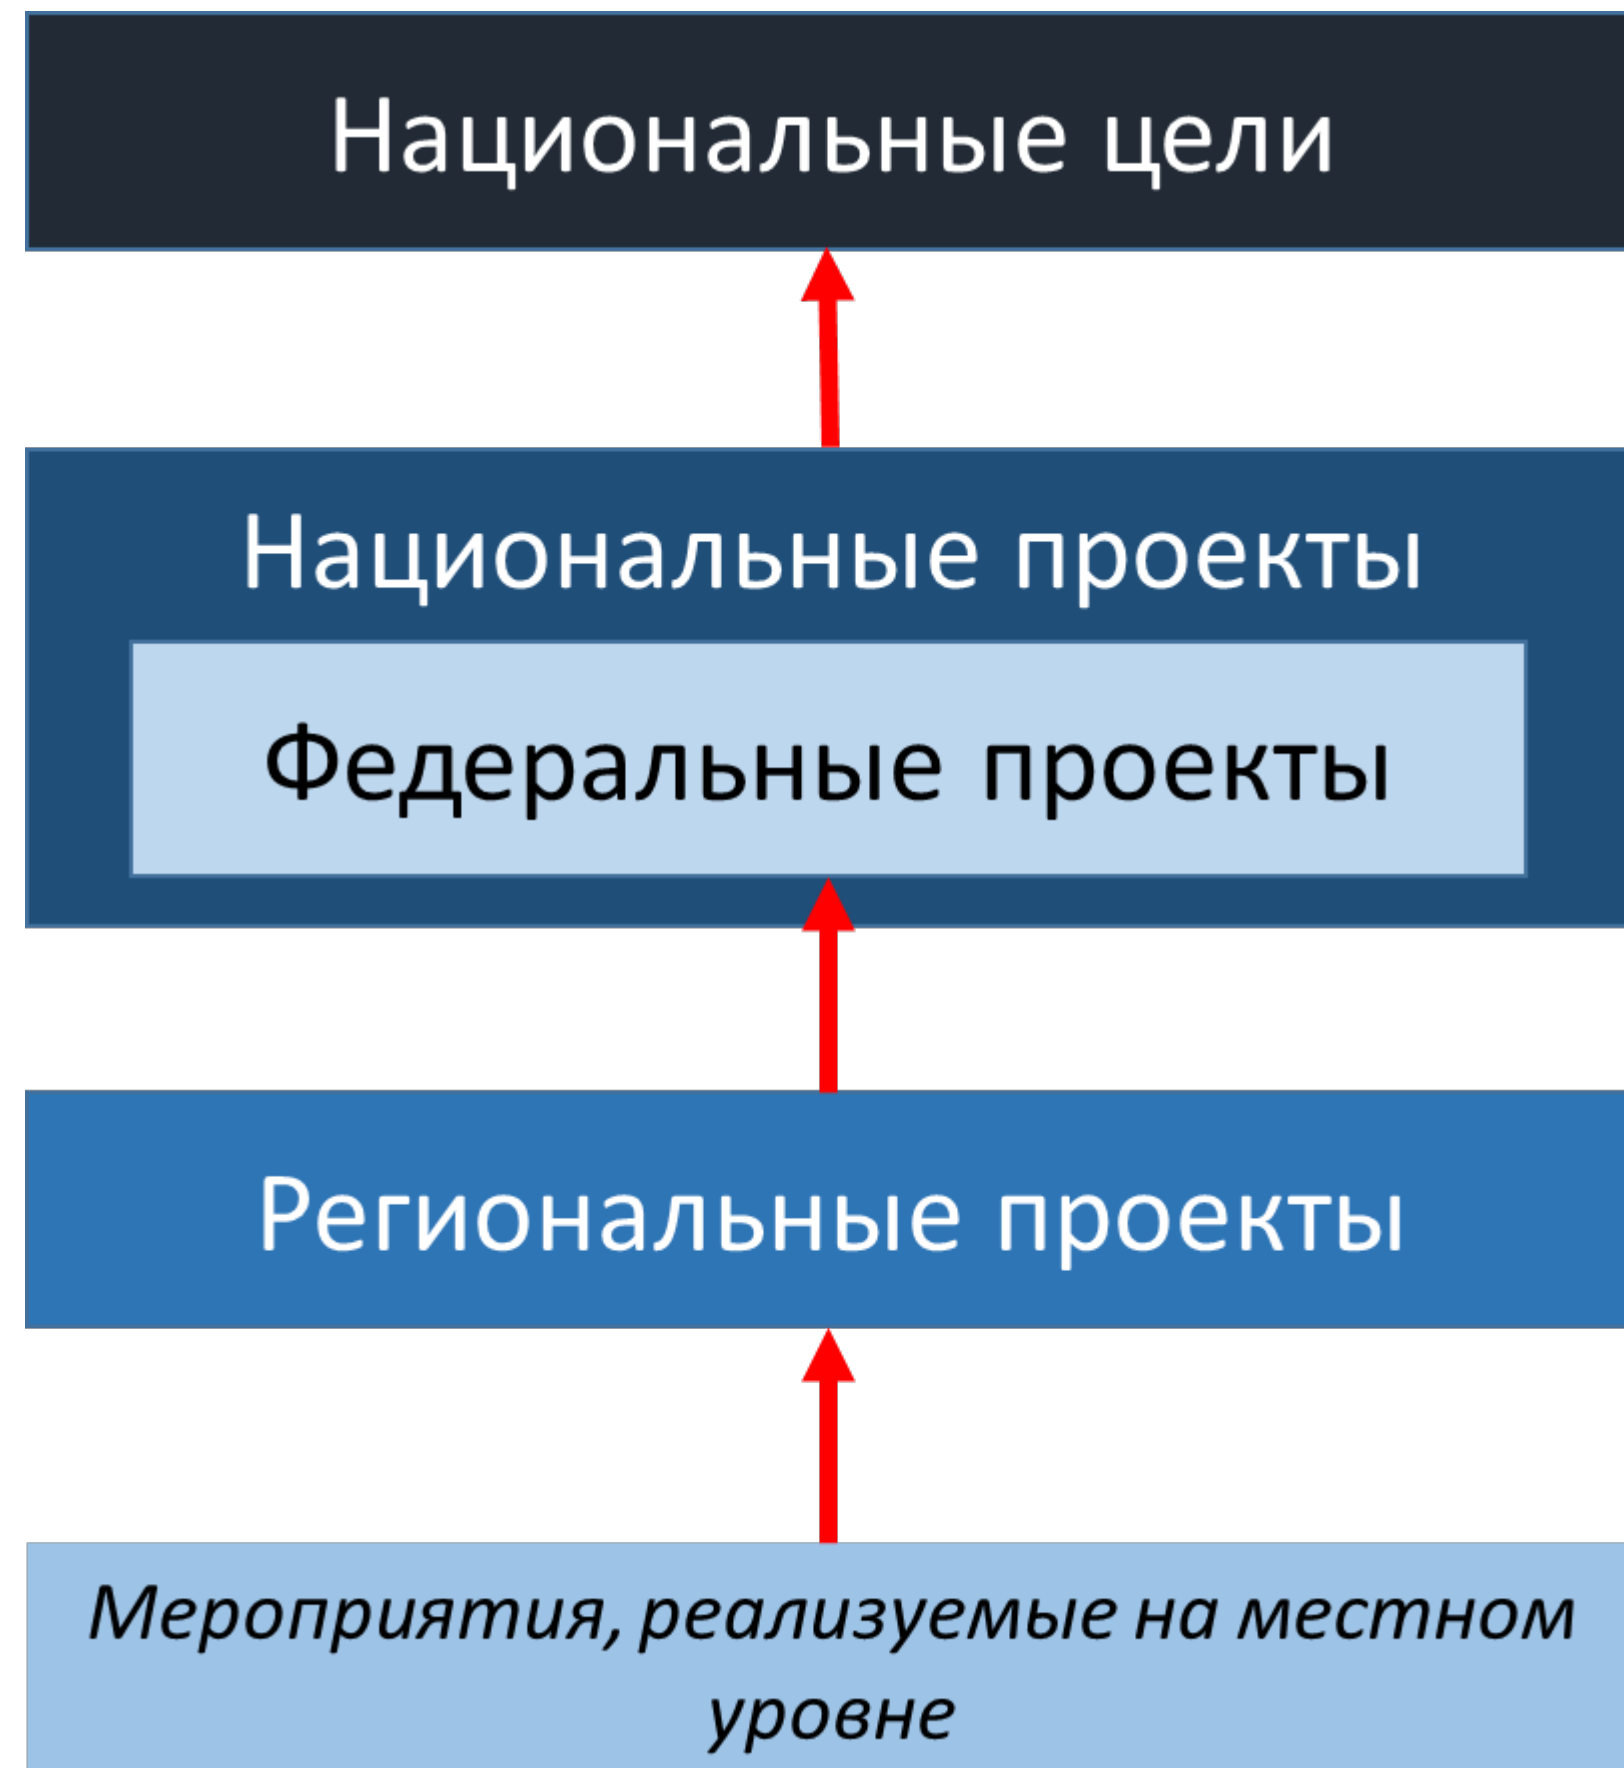 Национальные цели
Национальные проекты
Федеральные проекты
Региональные проекты
Мероприятия, реализуемые на местном
уровне